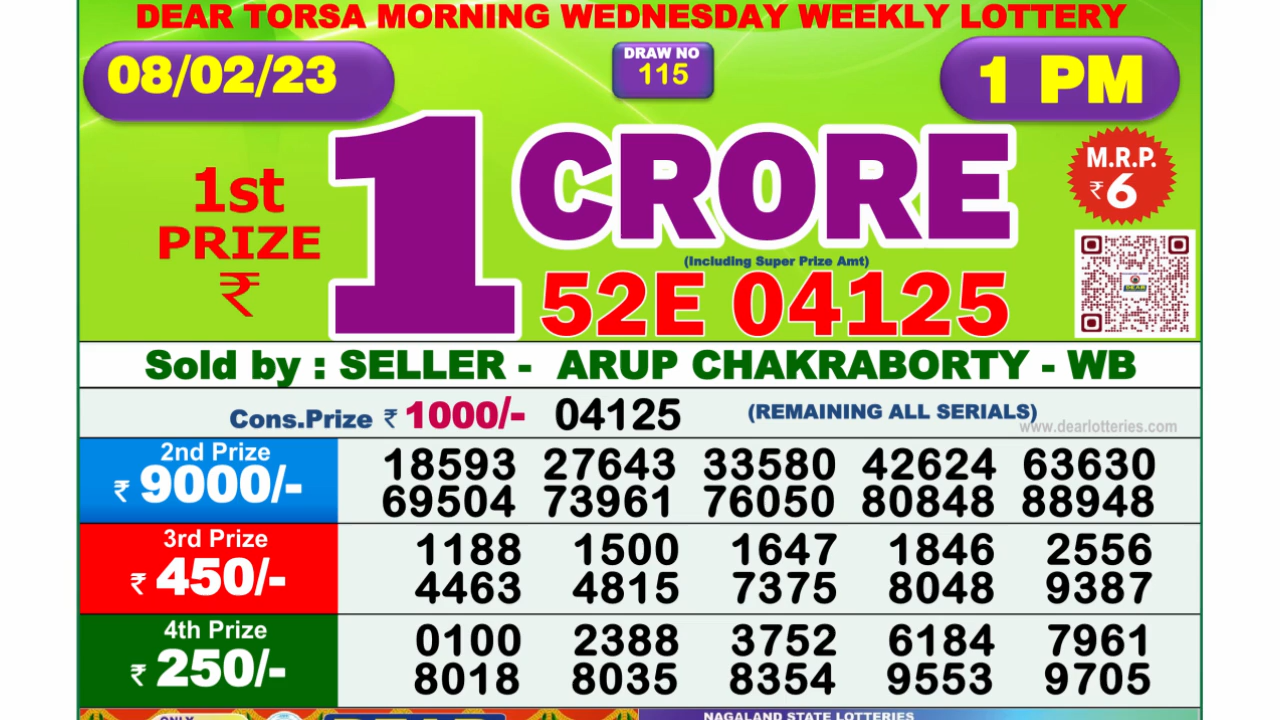 DEAR TORSA MORNING WEDNESDAY WEEKLY LOTTERY
08/02/23
DRAW NO
115
1 PM
1st
PRIZE
₹
1 CRORE
(Including Super Prize Amt)
52E 04125
M.R.P.
₹ 6
DEAR
Sold by : SELLER - ARUP CHAKRABORTY - WB
Cons.Prize ₹ 1000/- 04125 (REMAINING ALL SERIALS)
www.dearlotteries.com
2nd Prize
₹ 9000/-
18593 27643 33580 42624 63630
69504 73961 76050 80848 88948
3rd Prize
₹ 450/-
1188 1500 1647 1846 2556
4463 4815 7375 8048 9387
4th Prize
₹ 250/-
0100 2388 3752 6184 7961
8018 8035 8354 9553 9705
ONLY
DEAR
NAGALAND STATE LOTTERIES